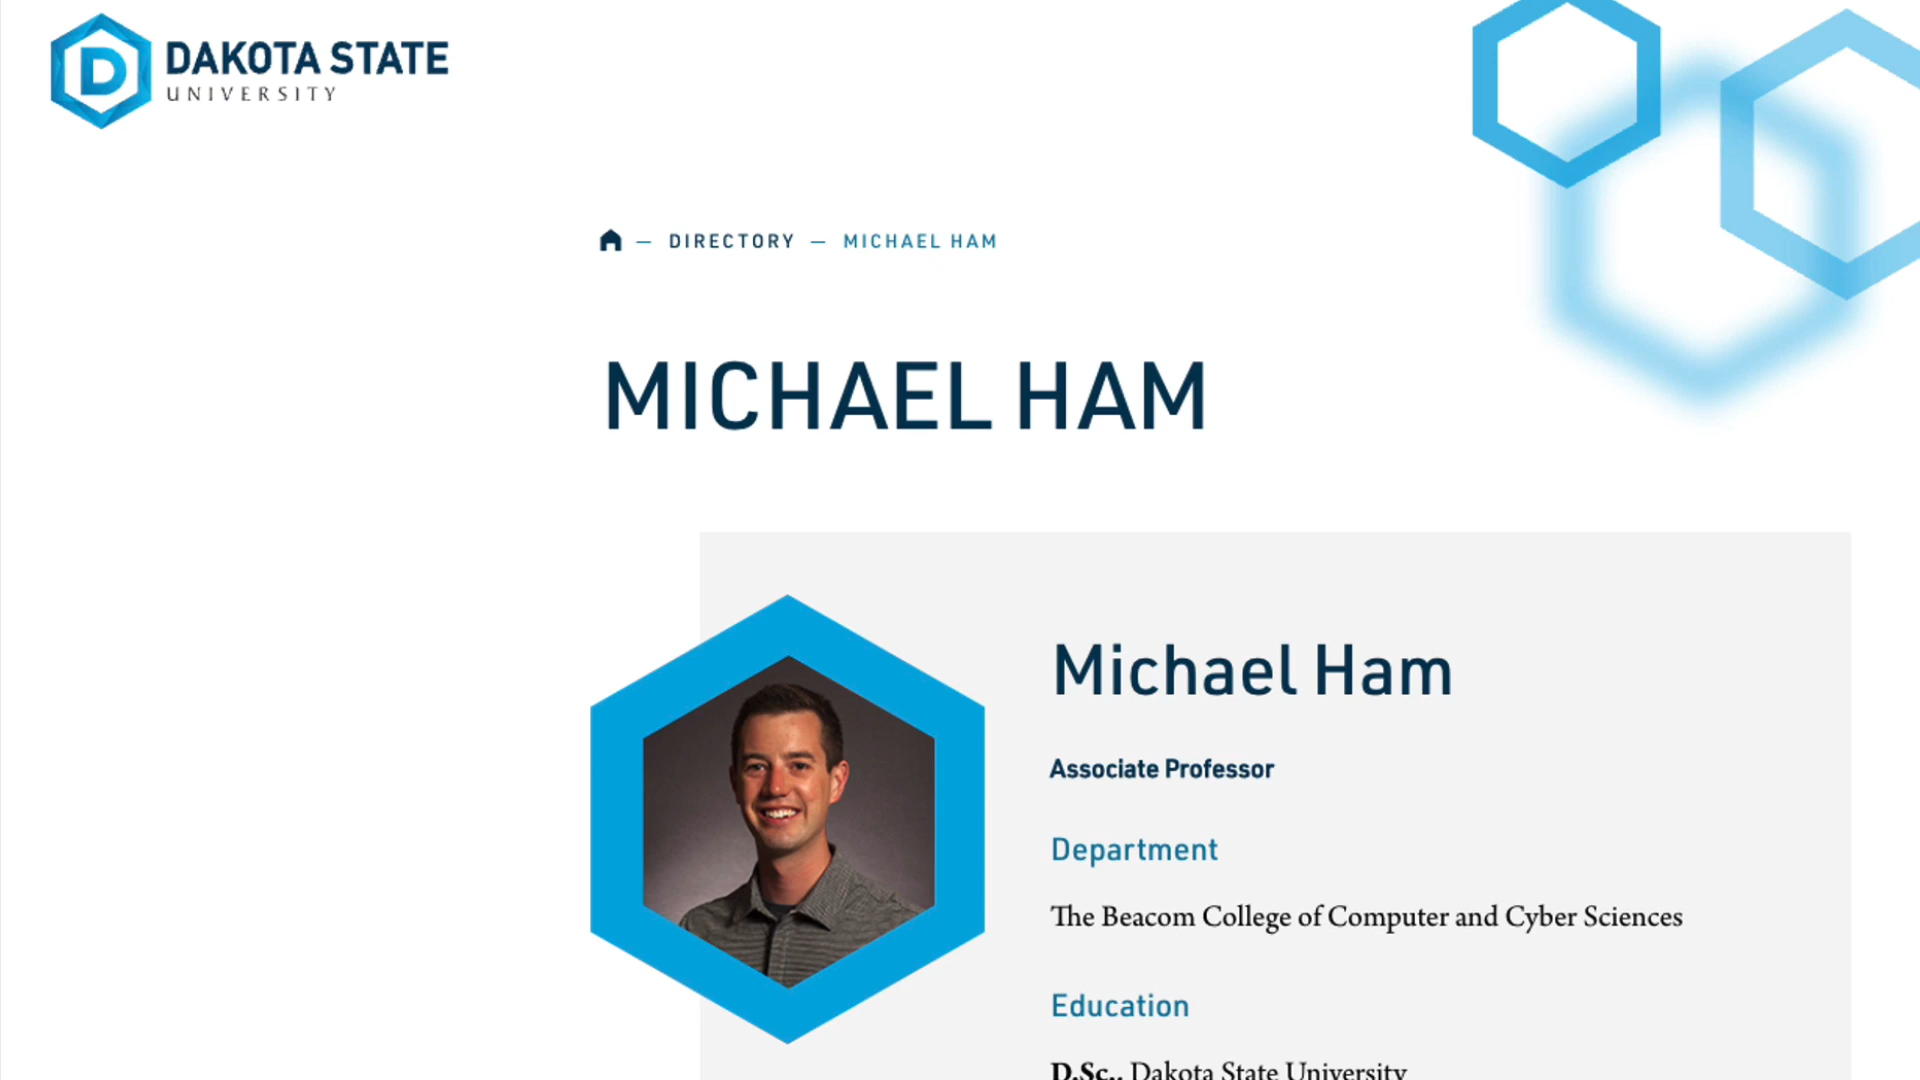 D
DAKOTA STATE
UNIVERSITY
— DIRECTORY — MICHAEL HAM
MICHAEL HAM
Michael Ham
Associate Professor
Department
The Beacom College of Computer and Cyber Sciences
Education
D.Sc., Dakota State University